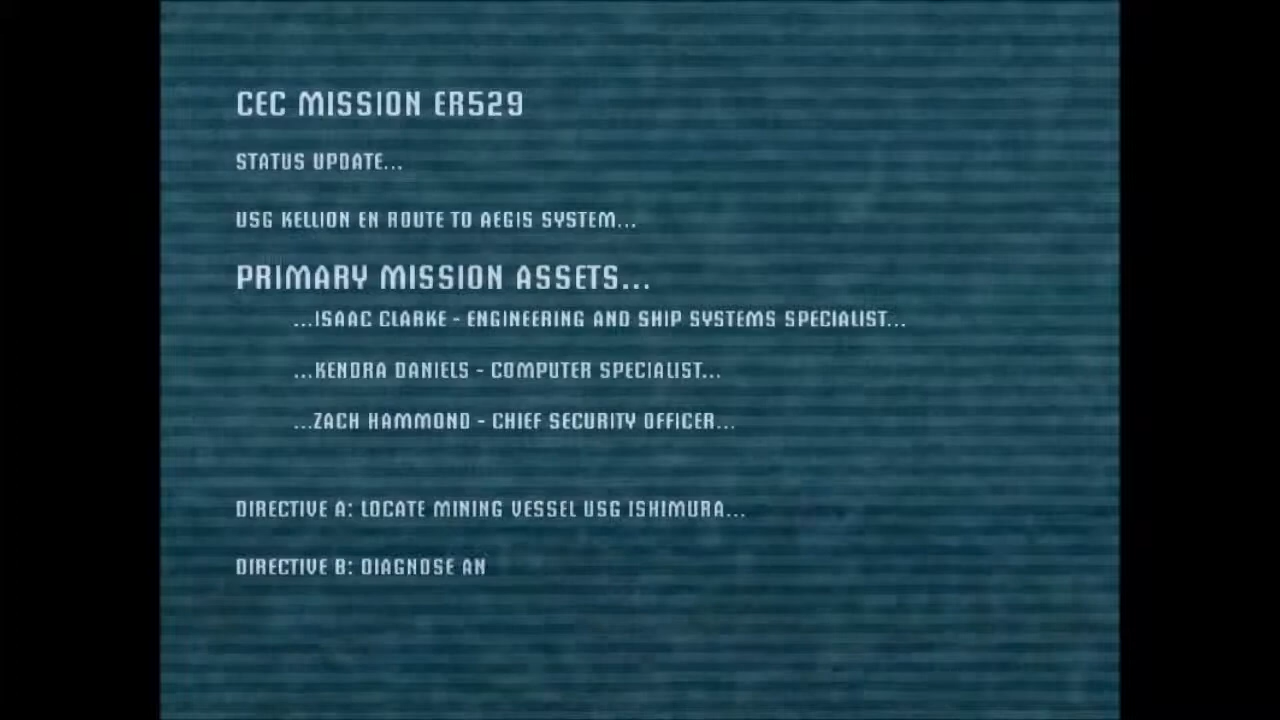 CEC MISSION ER529
STATUS UPDATE...
USG KELLION EN ROUTE TO AEGIS SYSTEM...
PRIMARY MISSION ASSETS...
...ISAAC CLARKE - ENGINEERING AND SHIP SYSTEMS SPECIALIST...
...KENDRA DANIELS - COMPUTER SPECIALIST...
...ZACH HAMMOND - CHIEF SECURITY OFFICER...
DIRECTIVE A: LOCATE MINING VESSEL USG ISHIMURA...
DIRECTIVE B: DIAGNOSE AN